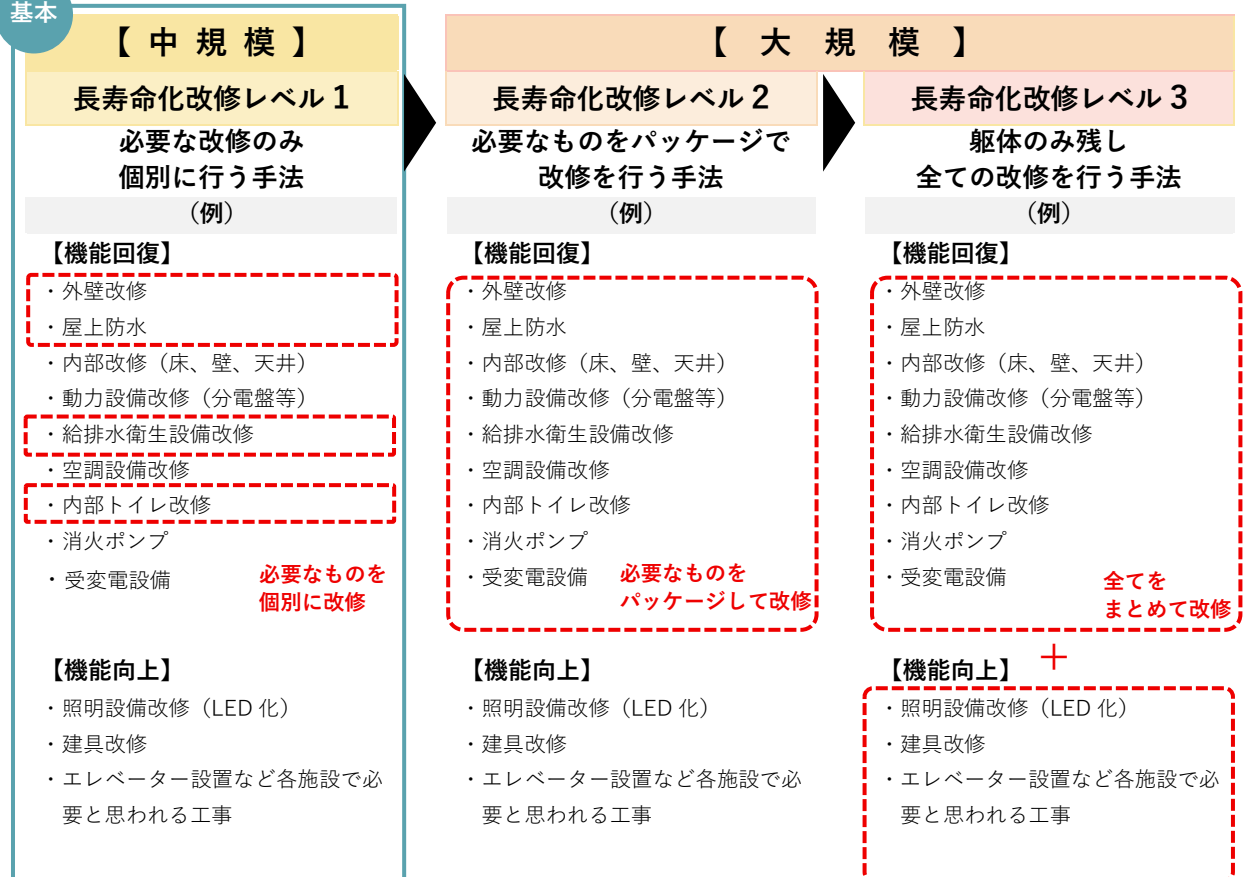 基本
【 中 規 模 】
長寿命化改修レベル 1
必要な改修のみ
個別に行う手法
（例）
【機能回復】
・外壁改修
・屋上防水
・内部改修（床、壁、天井）
・動力設備改修（分電盤等）
・給排水衛生設備改修
・空調設備改修
・内部トイレ改修
・消火ポンプ
・受変電設備
必要なものを
個別に改修
【機能向上】
・照明設備改修（LED 化）
・建具改修
・エレベーター設置など各施設で必
要と思われる工事
【 大 規 模 】
長寿命化改修レベル 2
必要なものをパッケージで
改修を行う手法
（例）
【機能回復】
・外壁改修
・屋上防水
・内部改修（床、壁、天井）
・動力設備改修（分電盤等）
・給排水衛生設備改修
・空調設備改修
・内部トイレ改修
・消火ポンプ
・受変電設備
必要なものを
パッケージして改修
【機能向上】
・照明設備改修（LED 化）
・建具改修
・エレベーター設置など各施設で必
要と思われる工事
長寿命化改修レベル 3
躯体のみ残し
全ての改修を行う手法
（例）
【機能回復】
・外壁改修
・屋上防水
・内部改修（床、壁、天井）
・動力設備改修（分電盤等）
・給排水衛生設備改修
・空調設備改修
・内部トイレ改修
・消火ポンプ
・受変電設備
全てを
まとめて改修
＋
【機能向上】
・照明設備改修（LED 化）
・建具改修
・エレベーター設置など各施設で必
要と思われる工事